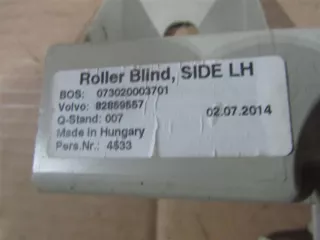 Roller Blind, SIDE LH
BOS: 073020003701
Volvo: 82859557
02.07.2014
Q-Stand: 007
Made in Hungary
Pers.Nr.: 4533